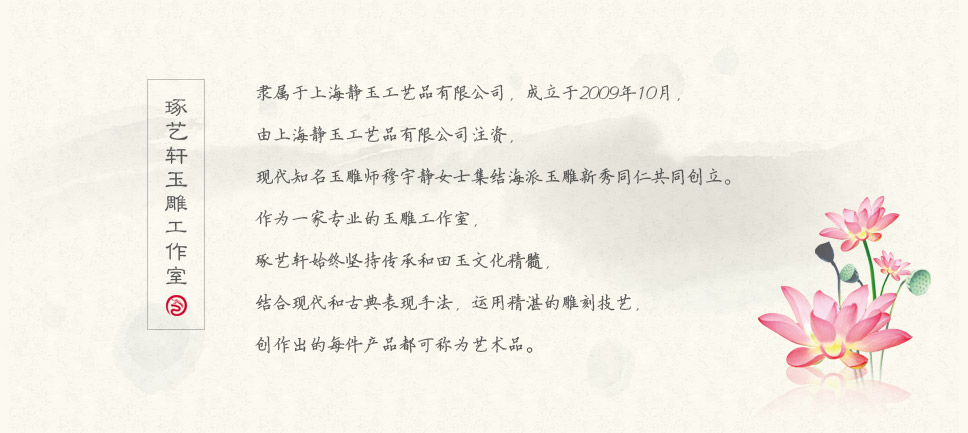 琢艺轩玉雕工作室
隶属于上海静玉工艺品有限公司，成立于2009年10月，
由上海静玉工艺品有限公司注资，
现代知名玉雕师穆宇静女士集结海派玉雕新秀同仁共同创立。
作为一家专业的玉雕工作室，
琢艺轩始终坚持传承和田玉文化精髓，
结合现代和古典表现手法，运用精湛的雕刻技艺，
创作出的每件产品都可称为艺术品。